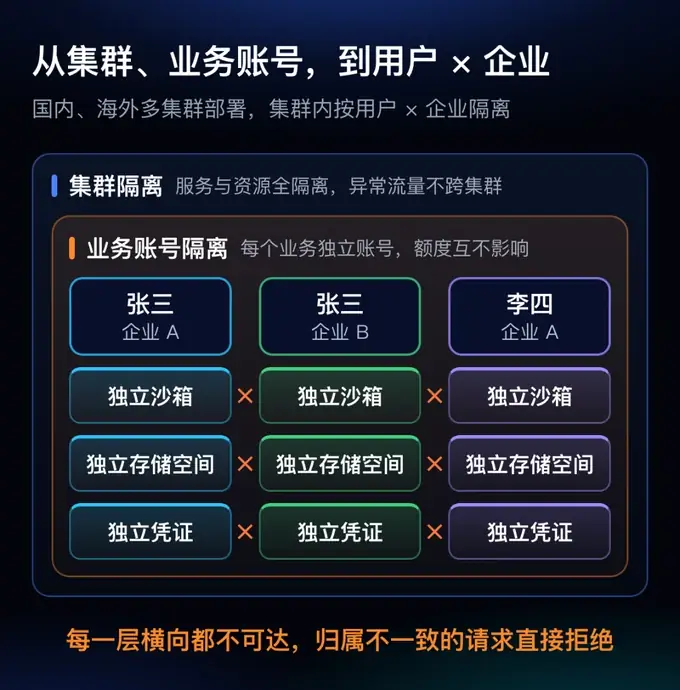 从集群、业务账号，到用户 × 企业
国内、海外多集群部署，集群内按用户 × 企业隔离
集群隔离 服务与资源全隔离，异常流量不跨集群
业务账号隔离 每个业务独立账号，额度互不影响
张三 张三 李四
企业 A 企业 B 企业 A
独立沙箱 × 独立沙箱 × 独立沙箱
独立存储空间 × 独立存储空间 × 独立存储空间
独立凭证 × 独立凭证 × 独立凭证
每一层横向都不可达，归属不一致的请求直接拒绝